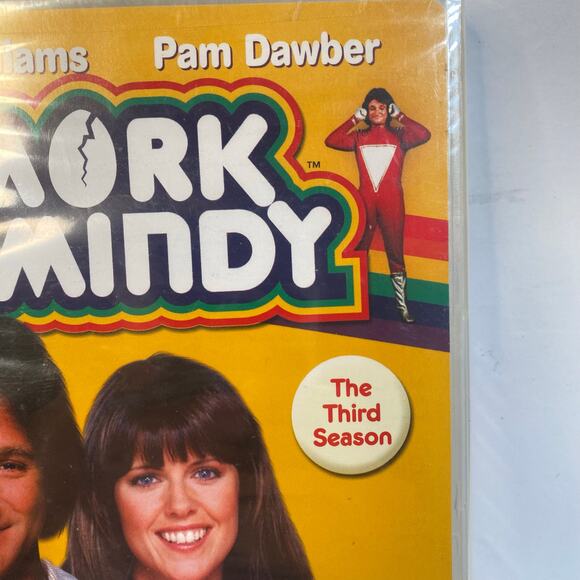 Pam Dawber
ORK
MINDY
TM
The
Third
Season